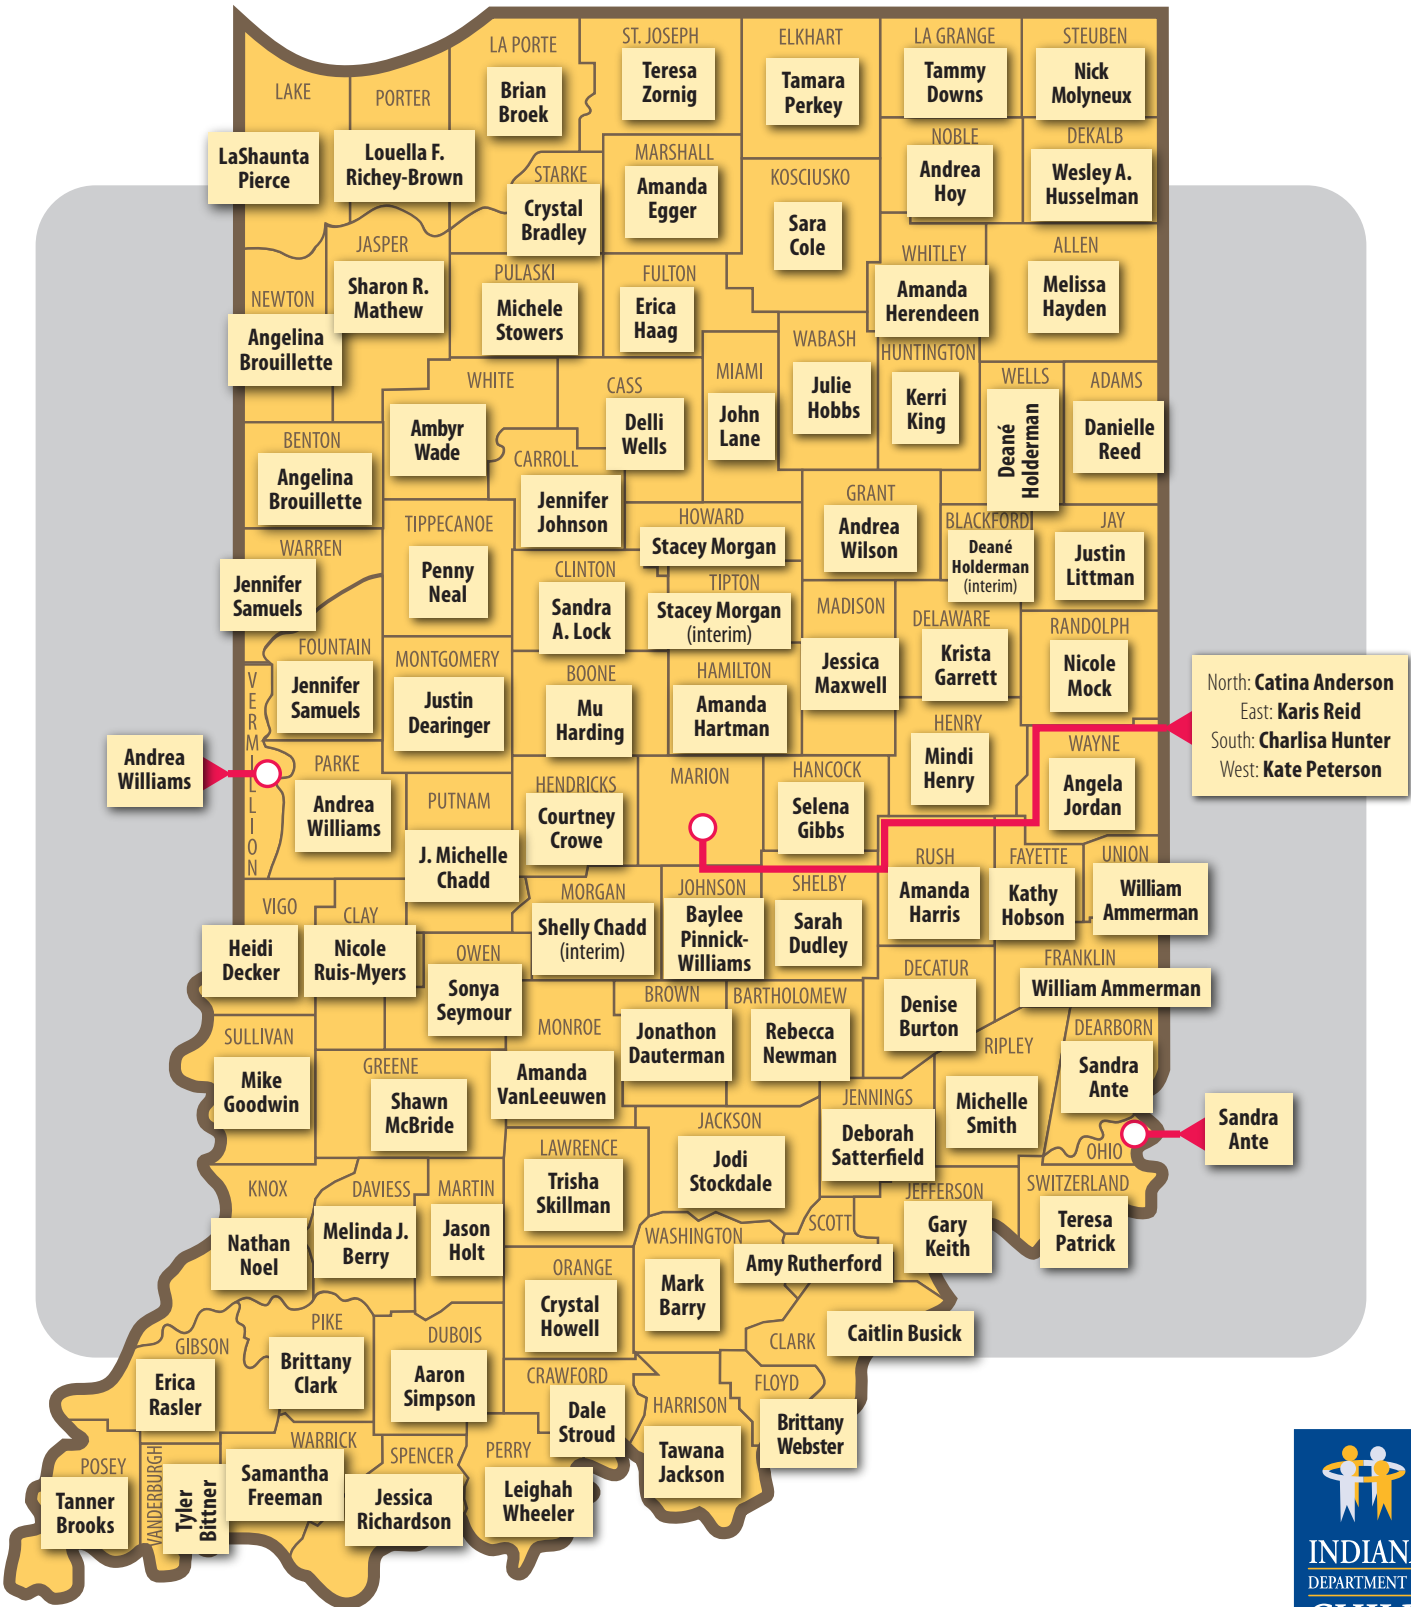 LAKE
LaShaunta
Pierce
PORTER
Louella F.
Richey-Brown
LA PORTE
Brian
Broek
ST. JOSEPH
Teresa
Zornig
ELKHART
Tamara
Perkey
LA GRANGE
Tammy
Downs
STEUBEN
Nick
Molyneux
NOBLE
Andrea
Hoy
DEKALB
Wesley A.
Husselman
STARKE
Crystal
Bradley
MARSHALL
Amanda
Egger
KOSCIUSKO
Sara
Cole
WHITLEY
Amanda
Herendeen
ALLEN
Melissa
Hayden
NEWTON
Angelina
Brouillette
JASPER
Sharon R.
Mathew
PULASKI
Michele
Stowers
FULTON
Erica
Haag
WHITE
Ambyr
Wade
CASS
Delli
Wells
MIAMI
John
Lane
WABASH
Julie
Hobbs
HUNTINGTON
Kerri
King
WELLS
Deané
Holderman
ADAMS
Danielle
Reed
BENTON
Angelina
Brouillette
CARROLL
Jennifer
Johnson
TIPPECANOE
Penny
Neal
HOWARD
Stacey Morgan
GRANT
Andrea
Wilson
BLACKFORD
Deané
Holderman
(interim)
JAY
Justin
Littman
WARREN
Jennifer
Samuels
CLINTON
Sandra
A. Lock
TIPTON
Stacey Morgan
(interim)
MADISON
Jessica
Maxwell
DELAWARE
Krista
Garrett
RANDOLPH
Nicole
Mock
FOUNTAIN
Jennifer
Samuels
MONTGOMERY
Justin
Dearinger
BOONE
Mu
Harding
HAMILTON
Amanda
Hartman
HENRY
Mindi
Henry
WAYNE
Angela
Jordan
North: Catina Anderson
East: Karis Reid
South: Charlisa Hunter
West: Kate Peterson
VERMILLION
Andrea
Williams
PARKE
Andrea
Williams
PUTNAM
J. Michelle
Chadd
HENDRICKS
Courtney
Crowe
MARION
HANCOCK
Selena
Gibbs
RUSH
Amanda
Harris
FAYETTE
Kathy
Hobson
UNION
William
Ammerman
VIGO
Heidi
Decker
CLAY
Nicole
Ruis-Myers
OWEN
Sonya
Seymour
MORGAN
Shelly Chadd
(interim)
JOHNSON
Baylee
Pinnick-
Williams
SHELBY
Sarah
Dudley
DECATUR
Denise
Burton
FRANKLIN
William Ammerman
SULLIVAN
Mike
Goodwin
GREENE
Shawn
McBride
MONROE
Amanda
VanLeeuwen
BROWN
Jonathon
Dauterman
BARTHOLOMEW
Rebecca
Newman
RIPLEY
Michelle
Smith
DEARBORN
Sandra
Ante
OHIO
Sandra
Ante
JENNINGS
Deborah
Satterfield
JACKSON
Jodi
Stockdale
LAWRENCE
Trisha
Skillman
KNOX
Nathan
Noel
DAVIESS
Melinda J.
Berry
MARTIN
Jason
Holt
JEFFERSON
Gary
Keith
SWITZERLAND
Teresa
Patrick
SCOTT
Amy Rutherford
WASHINGTON
Mark
Barry
ORANGE
Crystal
Howell
CLARK
Caitlin Busick
GIBSON
Erica
Rasler
PIKE
Brittany
Clark
DUBOIS
Aaron
Simpson
CRAWFORD
Dale
Stroud
HARRISON
Tawana
Jackson
FLOYD
Brittany
Webster
POSEY
Tanner
Brooks
VANDERBURGH
Tyler
Bittner
WARRICK
Samantha
Freeman
SPENCER
Jessica
Richardson
PERRY
Leighah
Wheeler
INDIANA
DEPARTMENT